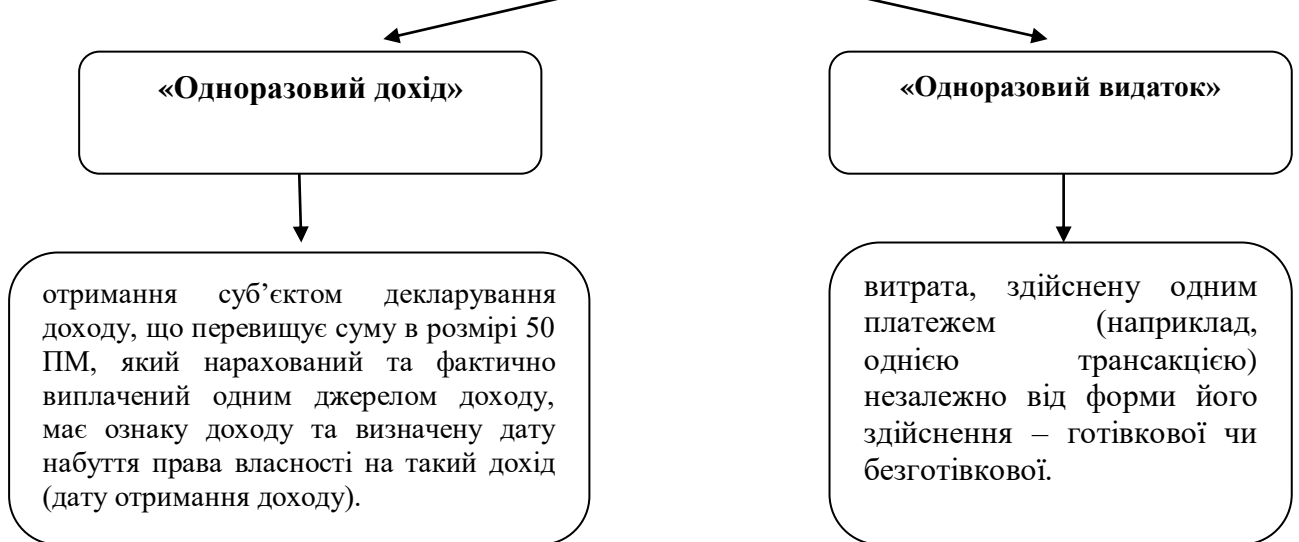 «Одноразовий дохід»
«Одноразовий видаток»
отримання суб’єктом декларування
доходу, що перевищує суму в розмірі 50
ПМ, який нарахований та фактично
виплачений одним джерелом доходу,
має ознаку доходу та визначену дату
набуття права власності на такий дохід
(дату отримання доходу).
витрата, здійснену одним
платежем (наприклад,
однією трансакцією)
незалежно від форми його
здійснення – готівкової чи
безготівкової.